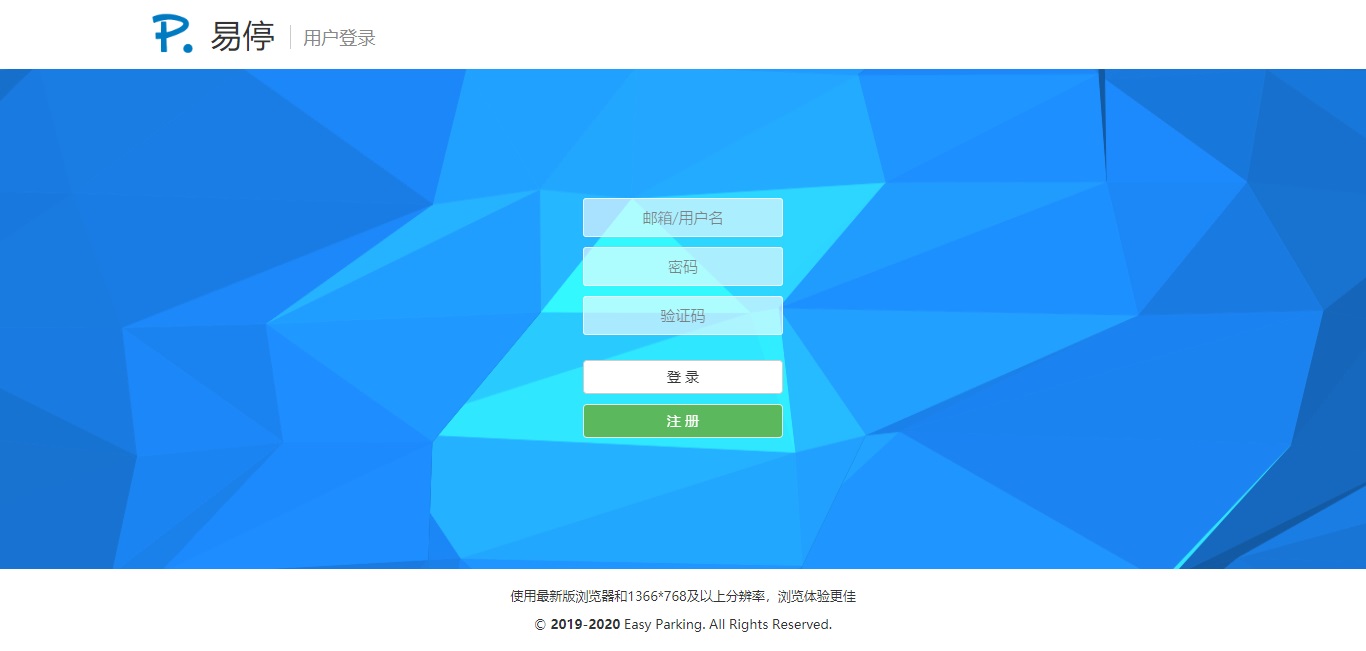 P. 易停 用户登录
邮箱/用户名
密码
验证码
登 录
注 册
使用最新版浏览器和1366*768及以上分辨率，浏览体验更佳
© 2019-2020 Easy Parking. All Rights Reserved.